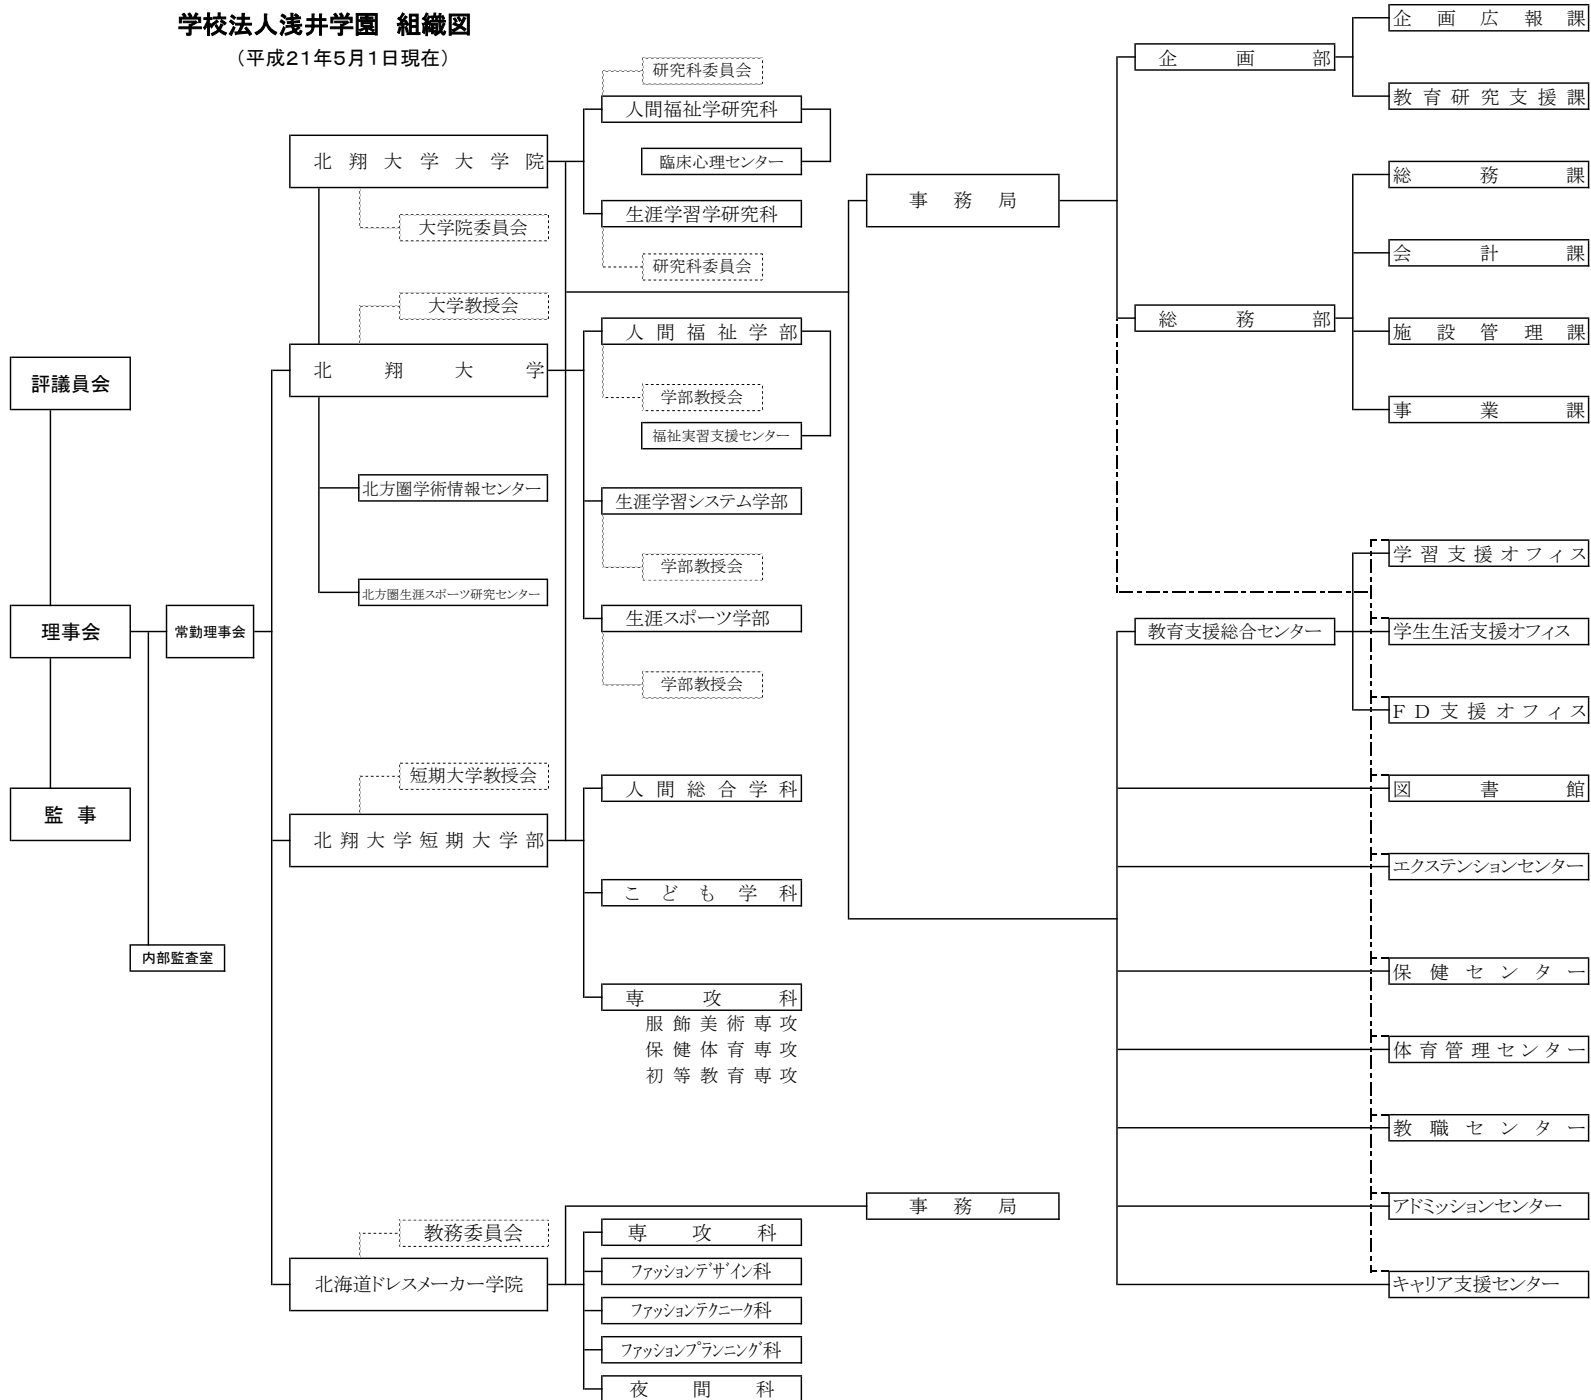 学校法人浅井学園 組織図
（平成21年5月1日現在）
評議員会
理事会
監 事
常勤理事会
内部監査室
北翔大学大学院
大学院委員会
大学教授会
北翔大学
北方圏学術情報センター
北方圏生涯スポーツ研究センター
短期大学教授会
北翔大学短期大学部
教務委員会
北海道ドレスメーカー学院
研究科委員会
人間福祉学研究科
臨床心理センター
生涯学習学研究科
研究科委員会
人間福祉学部
学部教授会
福祉実習支援センター
生涯学習システム学部
学部教授会
生涯スポーツ学部
学部教授会
人間総合学科
こども学科
専攻科
服飾美術専攻
保健体育専攻
初等教育専攻
専攻科
ファッションデザイン科
ファッションテクニーク科
ファッションプランニング科
夜間科
事務局
事務局
企画部
総務部
教育支援総合センター
企画広報課
教育研究支援課
総務課
会計課
施設管理課
事業課
学習支援オフィス
学生生活支援オフィス
ＦＤ支援オフィス
図書館
エクステンションセンター
保健センター
体育管理センター
教職センター
アドミッションセンター
キャリア支援センター